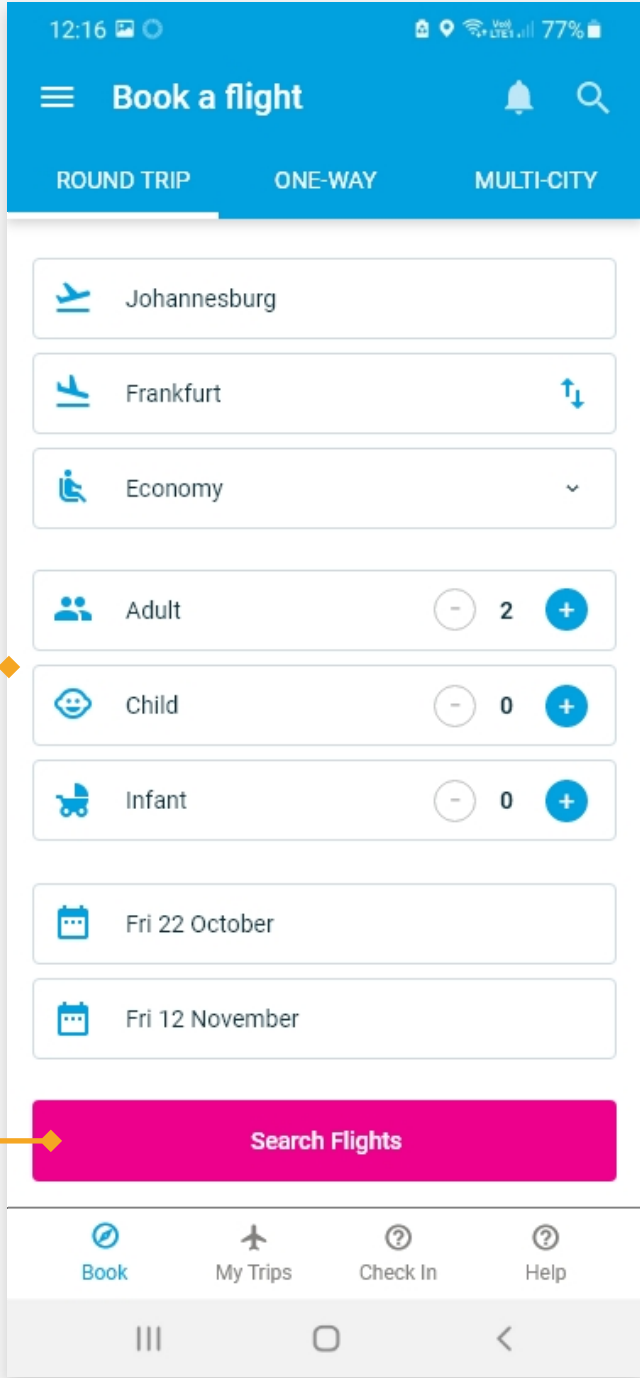 12:16 77%
Book a flight
ROUND TRIP ONE-WAY MULTI-CITY
Johannesburg
Frankfurt
Economy
Adult - 2 +
Child - 0 +
Infant - 0 +
Fri 22 October
Fri 12 November
Search Flights
Book My Trips Check In Help